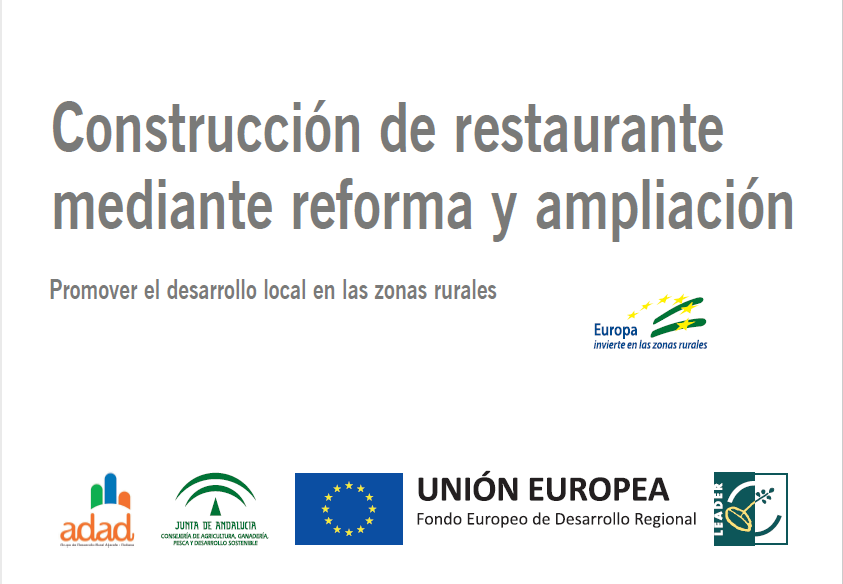 Construcción de restaurante
mediante reforma y ampliación
Promover el desarrollo local en las zonas rurales
Europa
invierte en las zonas rurales
adad
JUNTA DE ANDALUCIA
CONSEJERÍA DE AGRICULTURA, GANADERÍA,
PESCA Y DESARROLLO SOSTENIBLE
UNIÓN EUROPEA
Fondo Europeo de Desarrollo Regional
LEADER